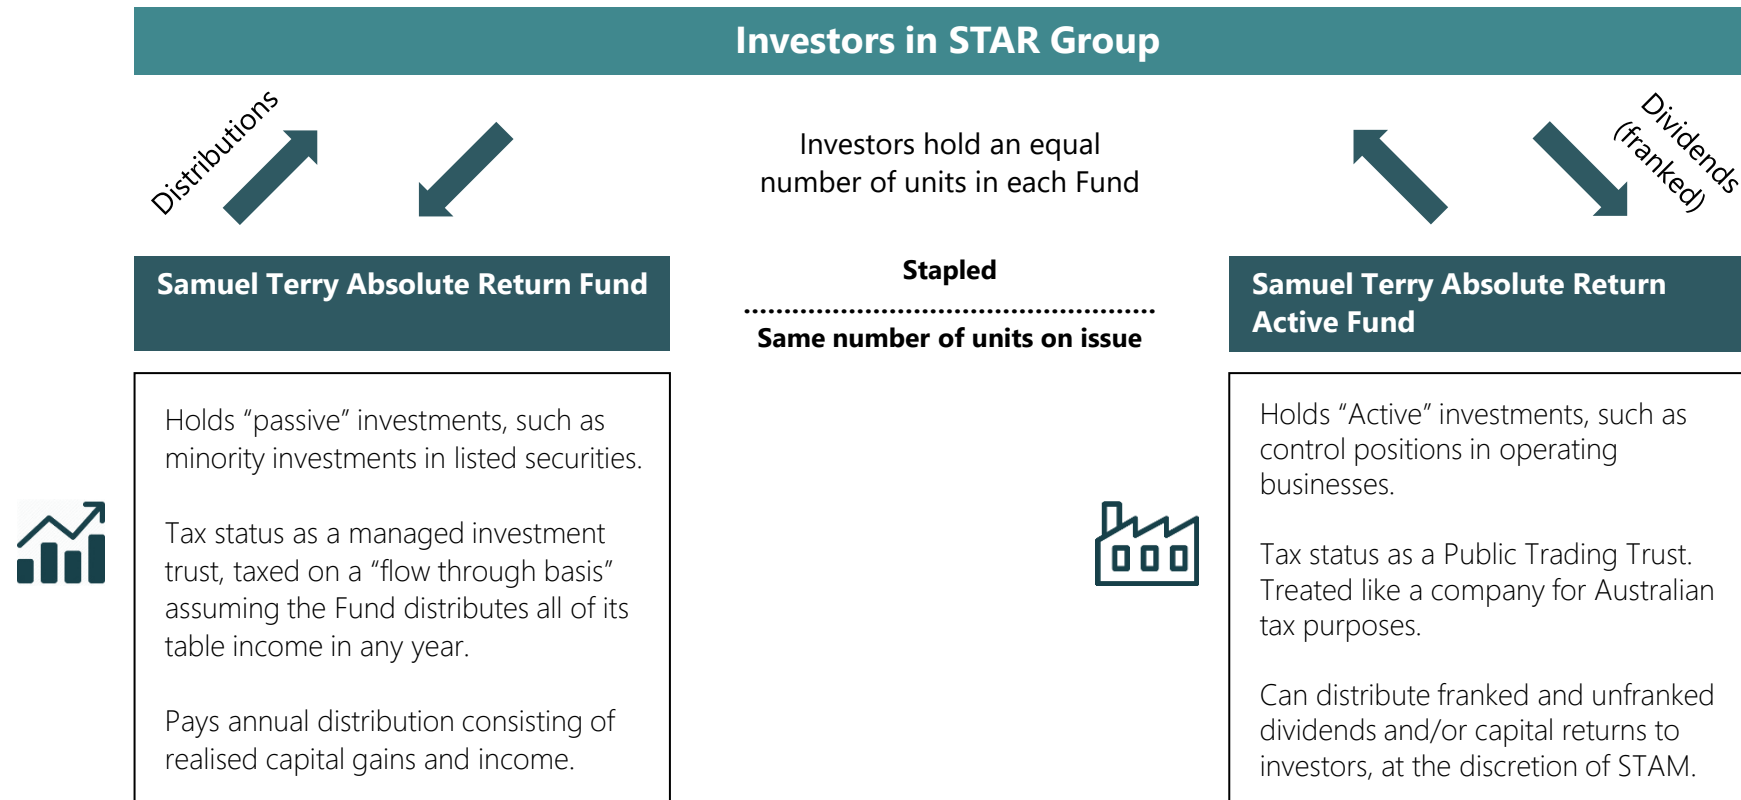 Investors in STAR Group
Distributions
Investors hold an equal
number of units in each Fund
Dividends
(franked)
Samuel Terry Absolute Return Fund
Stapled
Same number of units on issue
Samuel Terry Absolute Return
Active Fund
Holds “passive” investments, such as
minority investments in listed securities.
Tax status as a managed investment
trust, taxed on a “flow through basis”
assuming the Fund distributes all of its
table income in any year.
Pays annual distribution consisting of
realised capital gains and income.
Holds “Active” investments, such as
control positions in operating
businesses.
Tax status as a Public Trading Trust.
Treated like a company for Australian
tax purposes.
Can distribute franked and unfranked
dividends and/or capital returns to
investors, at the discretion of STAM.